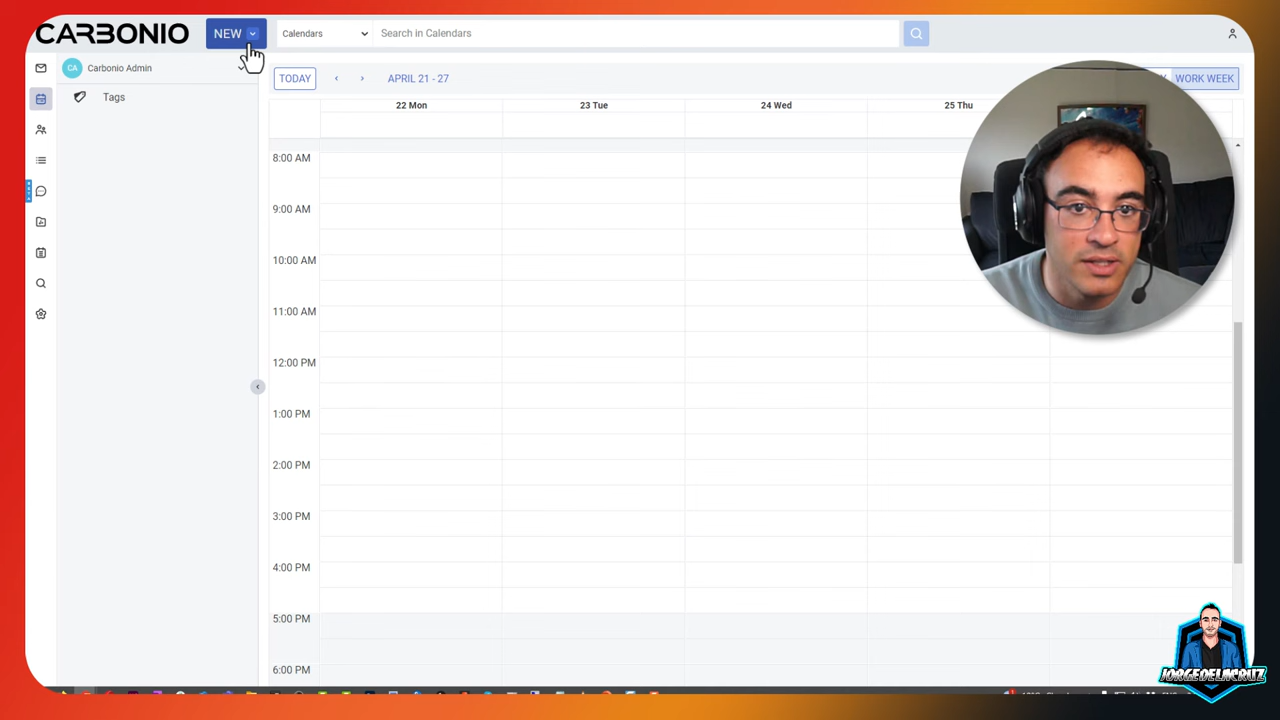 CARBONIO
NEW
Calendars
Search in Calendars
CA
Carbonio Admin
Tags
TODAY
APRIL 21 - 27
WORK WEEK
22 Mon
23 Tue
24 Wed
25 Thu
8:00 AM
9:00 AM
10:00 AM
11:00 AM
12:00 PM
1:00 PM
2:00 PM
3:00 PM
4:00 PM
5:00 PM
6:00 PM
JORGEDELACRUZ